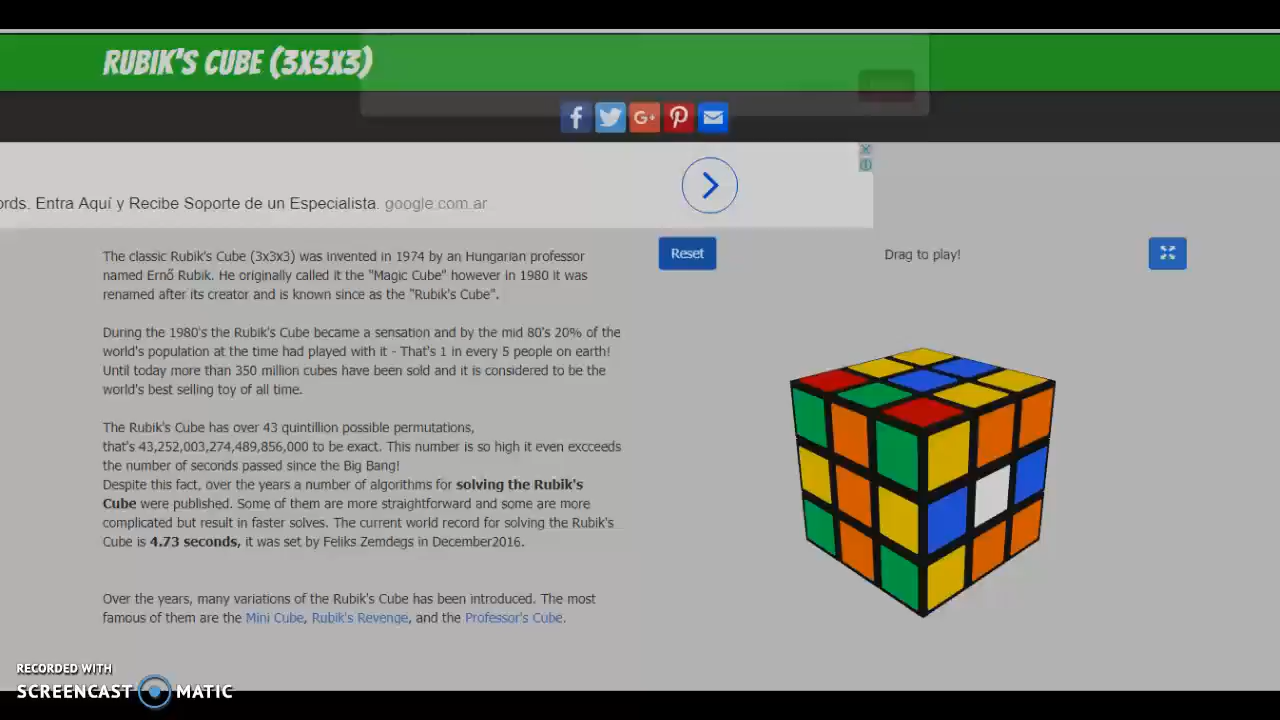 RUBIK'S CUBE (3X3X3)
ords. Entra Aquí y Recibe Soporte de un Especialista. google.com.ar
The classic Rubik's Cube (3x3x3) was invented in 1974 by an Hungarian professor
named Ernő Rubik. He originally called it the "Magic Cube" however in 1980 it was
renamed after its creator and is known since as the "Rubik's Cube".
During the 1980's the Rubik's Cube became a sensation and by the mid 80's 20% of the
world's population at the time had played with it - That's 1 in every 5 people on earth!
Until today more than 350 million cubes have been sold and it is considered to be the
world's best selling toy of all time.
The Rubik's Cube has over 43 quintillion possible permutations,
that's 43,252,003,274,489,856,000 to be exact. This number is so high it even excceeds
the number of seconds passed since the Big Bang!
Despite this fact, over the years a number of algorithms for solving the Rubik's
Cube were published. Some of them are more straightforward and some are more
complicated but result in faster solves. The current world record for solving the Rubik's
Cube is 4.73 seconds, it was set by Feliks Zemdegs in December2016.
Over the years, many variations of the Rubik's Cube has been introduced. The most
famous of them are the Mini Cube, Rubik's Revenge, and the Professor's Cube.
Reset
Drag to play!
RECORDED WITH
SCREENCAST MATIC